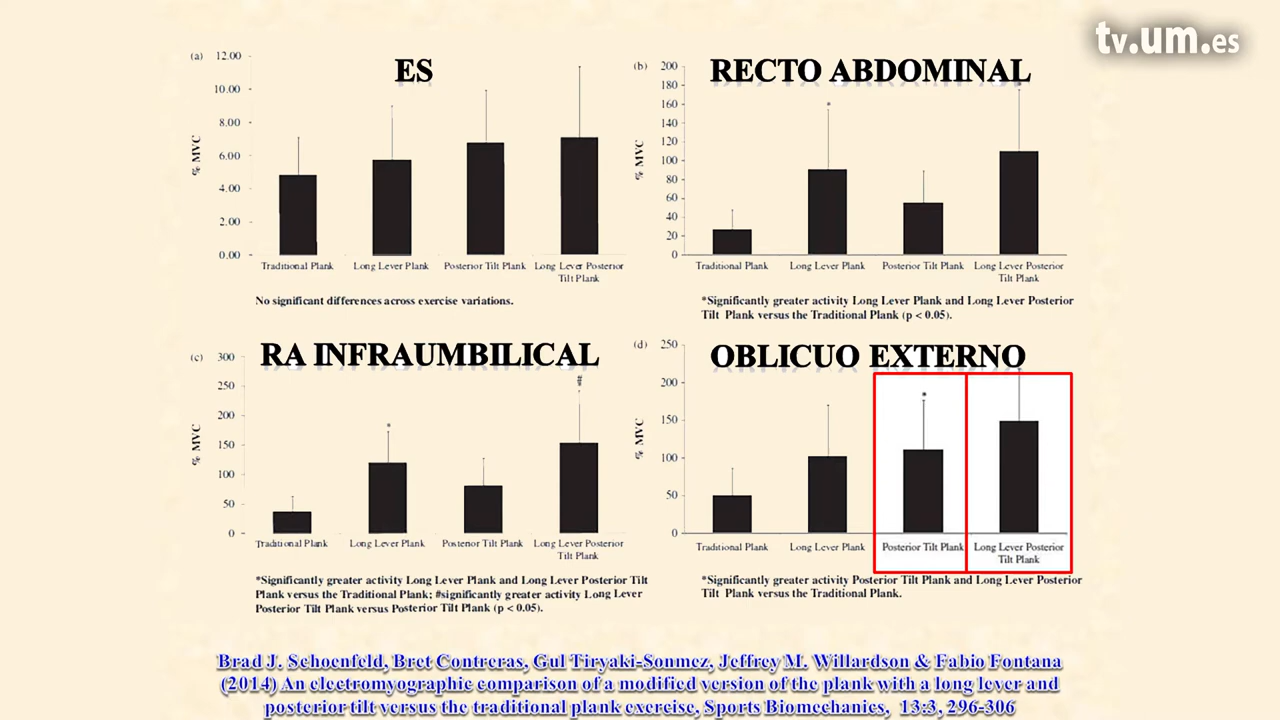 tv.um.es
(a)
ES
12.00
10.00
8.00
6.00
4.00
2.00
0.00
% MVC
Traditional Plank
Long Lever Plank
Posterior Tilt Plank
Long Lever Posterior
Tilt Plank
No significant differences across exercise variations.
(b)
RECTO ABDOMINAL
200
180
160
140
120
100
80
60
40
20
0
% MVC
*
Traditional Plank
Long Lever Plank
Posterior Tilt Plank
Long Lever Posterior
Tilt Plank
*Significantly greater activity Long Lever Plank and Long Lever Posterior
Tilt Plank versus the Traditional Plank (p < 0.05).
(c)
RA INFRAUMBILICAL
300
250
200
150
100
50
0
% MVC
*
#
Traditional Plank
Long Lever Plank
Posterior Tilt Plank
Long Lever Posterior
Tilt Plank
*Significantly greater activity Long Lever Plank and Long Lever Posterior Tilt
Plank versus the Traditional Plank; #significantly greater activity Long Lever
Posterior Tilt Plank versus Posterior Tilt Plank (p < 0.05).
(d)
OBLICUO EXTERNO
250
200
150
100
50
0
% MVC
*
Traditional Plank
Long Lever Plank
Posterior Tilt Plank
Long Lever Posterior
Tilt Plank
*Significantly greater activity Posterior Tilt Plank and Long Lever Posterior
Tilt Plank versus the Traditional Plank.
Brad J. Schoenfeld, Bret Contreras, Gul Tiryaki-Sonmez, Jeffrey M. Willardson & Fabio Fontana
(2014) An electromyographic comparison of a modified version of the plank with a long lever and
posterior tilt versus the traditional plank exercise, Sports Biomechanics, 13:3, 296-306